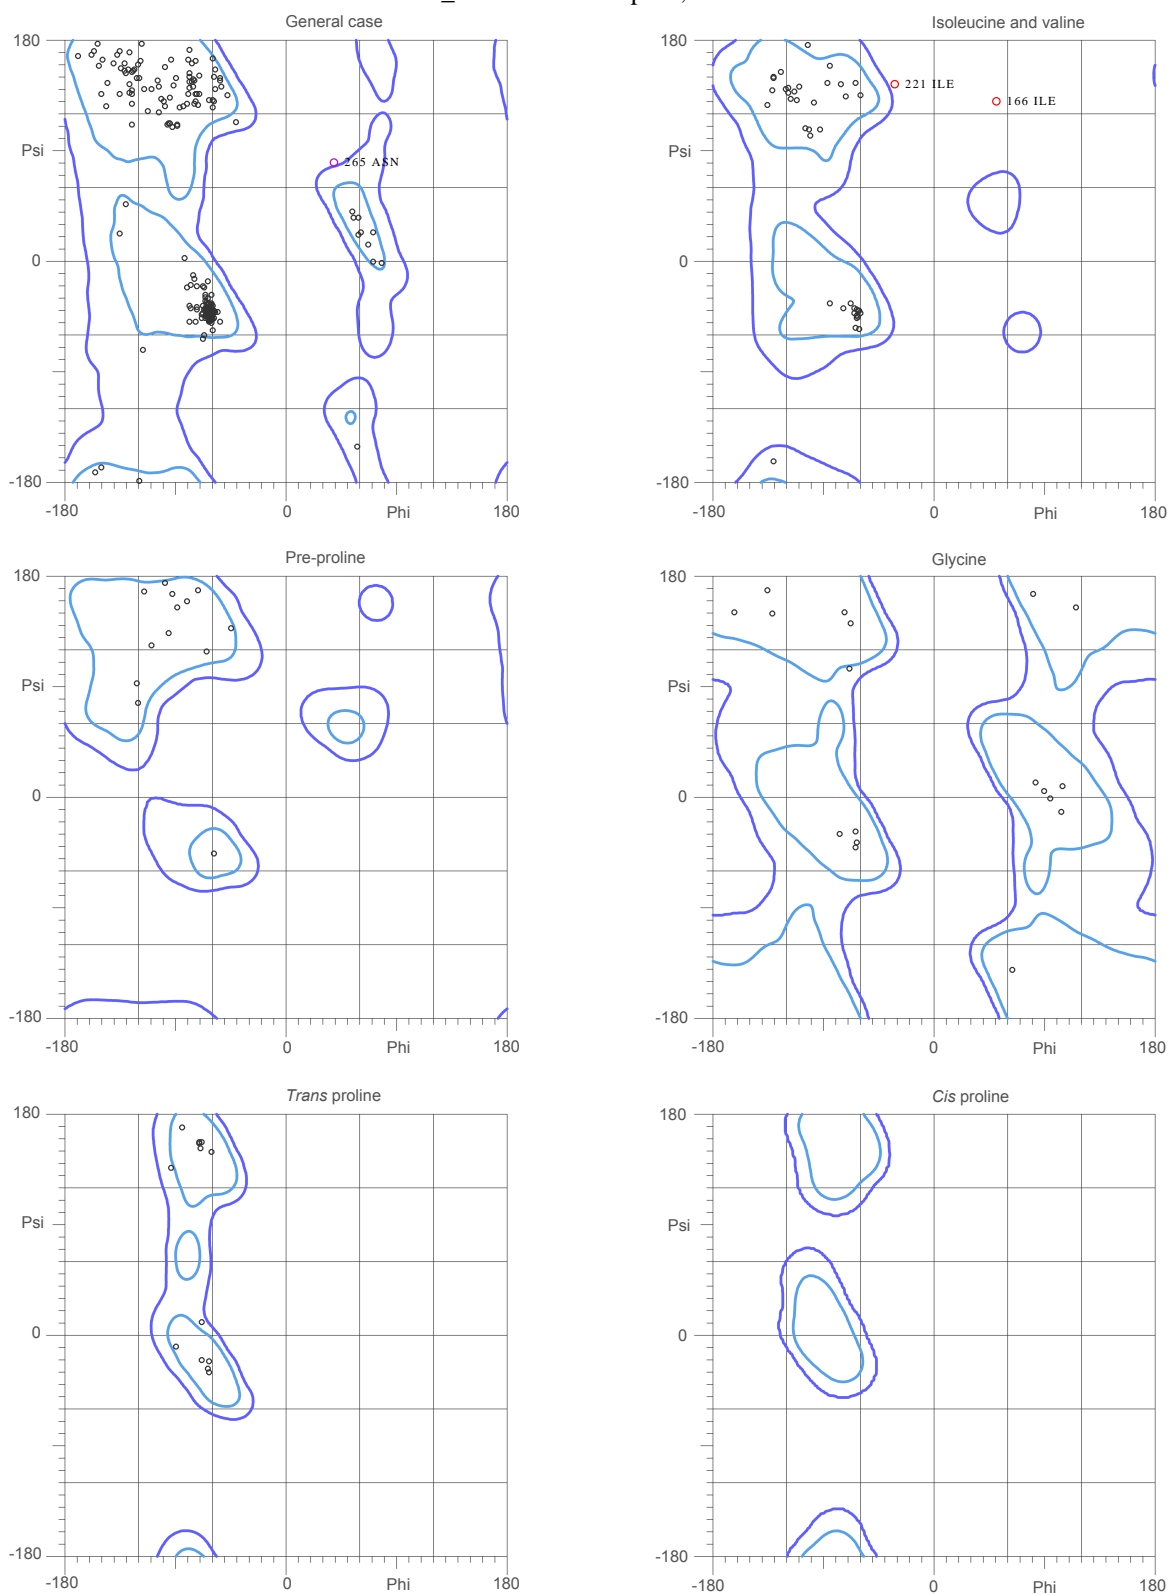 General case
180
Psi
0
-180
-180
0
Phi
180
265 ASN
Isoleucine and valine
180
Psi
0
-180
-180
0
Phi
180
221 ILE
166 ILE
Pre-proline
180
Psi
0
-180
-180
0
Phi
180
Glycine
180
Psi
0
-180
-180
0
Phi
180
Trans proline
180
Psi
0
-180
-180
0
Phi
180
Cis proline
180
Psi
0
-180
-180
0
Phi
180